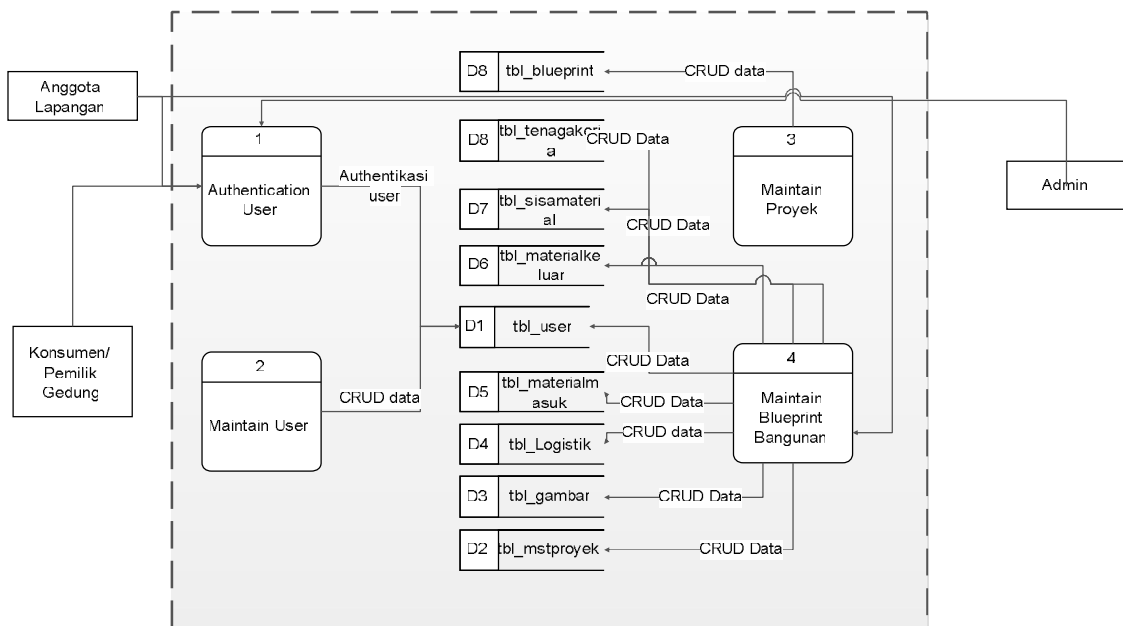 D8
tbl_blueprint
CRUD data
Anggota
Lapangan
D8
tbl_tenagakerj
a
CRUD Data
1
Authentication
User
Authentikasi
user
3
Maintain
Proyek
Admin
D7
tbl_sisamateri
al
CRUD Data
D6
tbl_materialke
luar
CRUD Data
D1
tbl_user
CRUD Data
Konsumen/
Pemilik
Gedung
2
Maintain User
CRUD data
D5
tbl_materialm
asuk
CRUD Data
4
Maintain
Blueprint
Bangunan
D4
tbl_Logistik
CRUD data
D3
tbl_gambar
CRUD Data
D2
tbl_mstproyek
CRUD Data